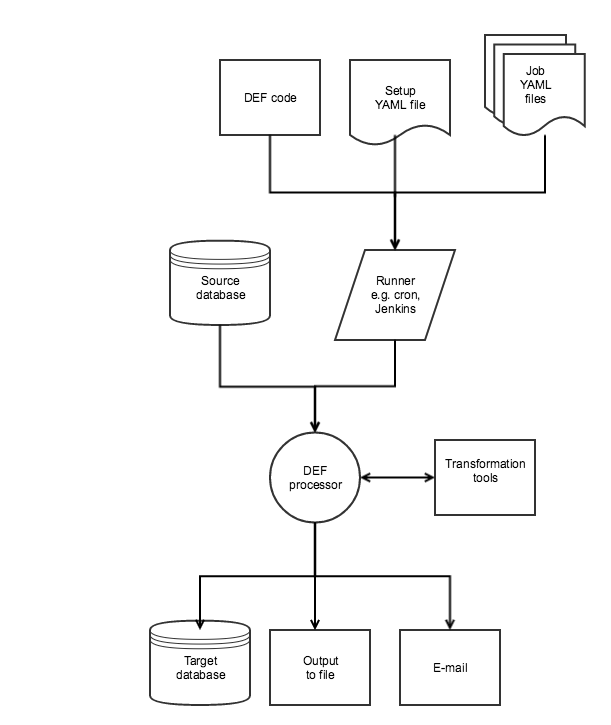 DEF code
Setup
YAML file
Job
YAML
files
Source
database
Runner
e.g. cron,
Jenkins
DEF
processor
Transformation
tools
Target
database
Output
to file
E-mail